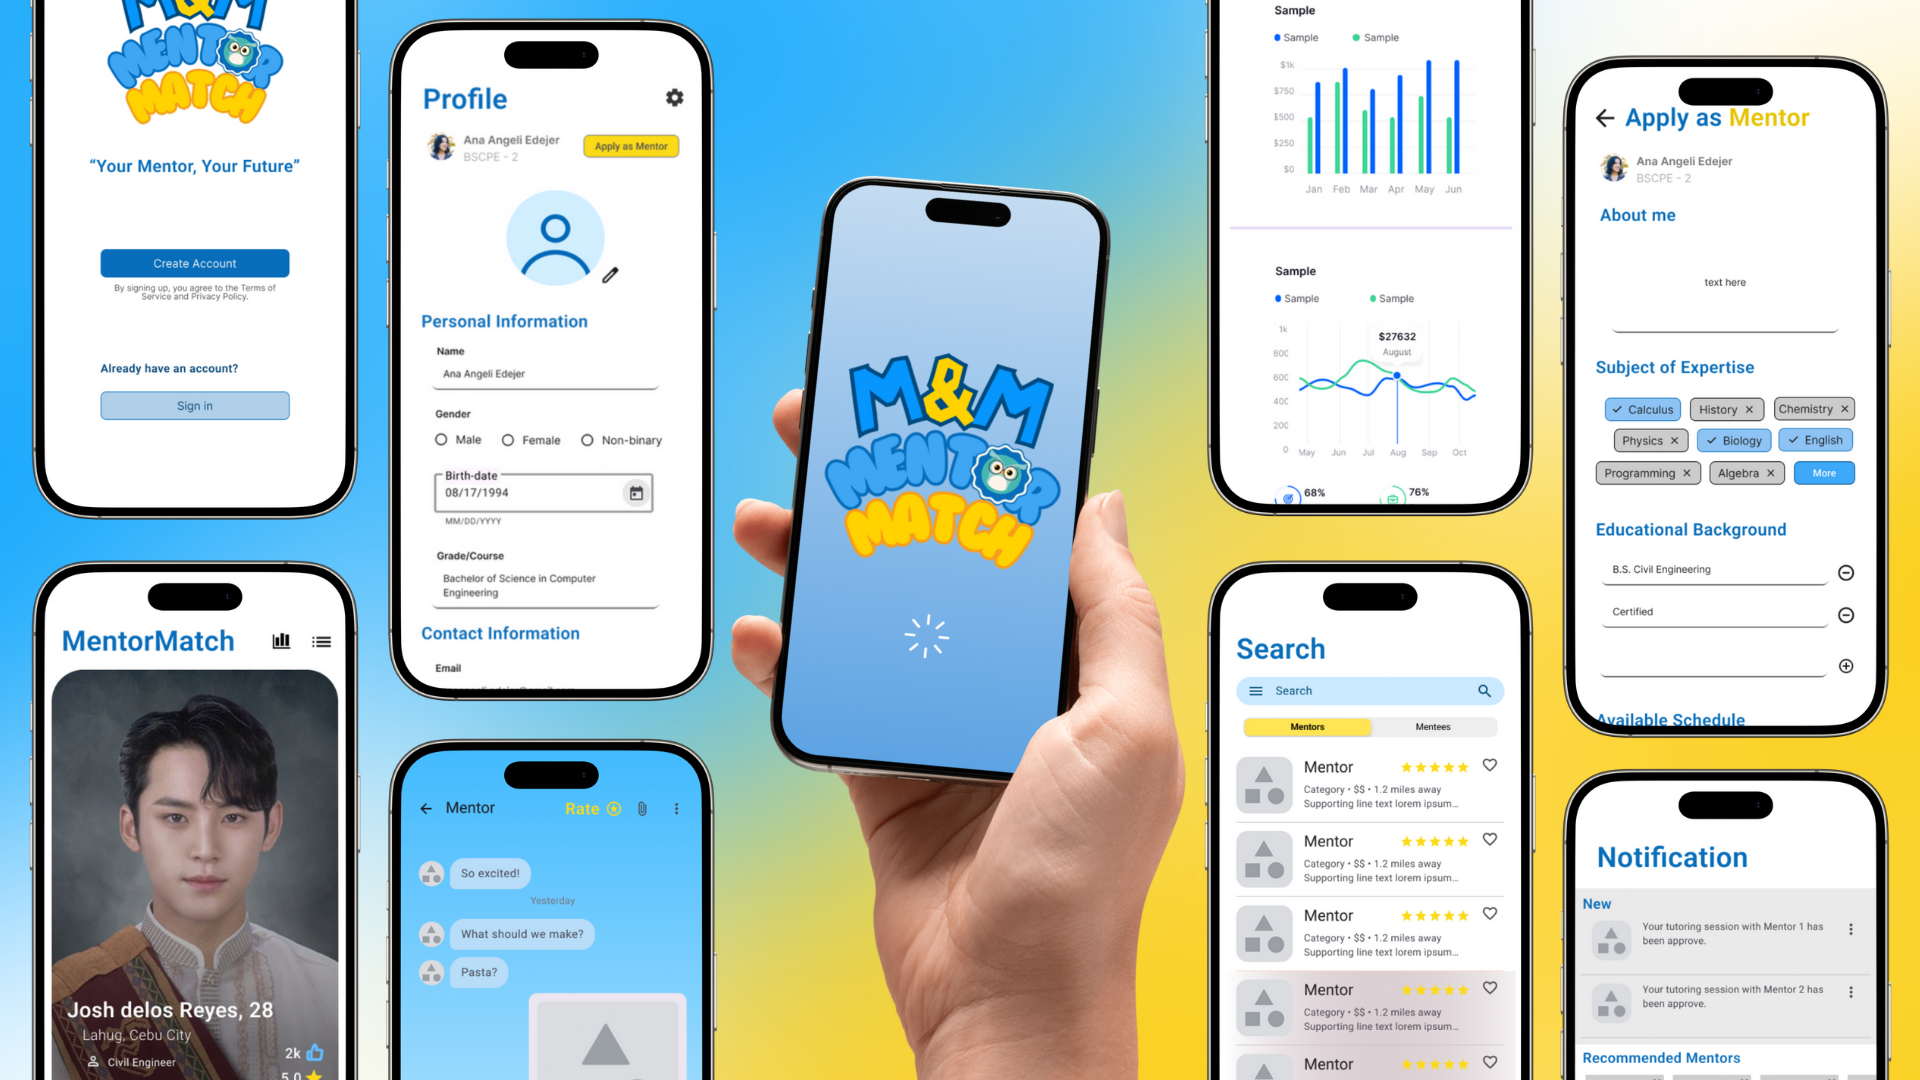 M&M
MENTOR
MATCH
“Your Mentor, Your Future”
Create Account
By signing up, you agree to the Terms of
Service and Privacy Policy.
Already have an account?
Sign in
MentorMatch
Josh delos Reyes, 28
Lahug, Cebu City
Civil Engineer
2k
5.0
Profile
Ana Angeli Edejer
BSCPE - 2
Apply as Mentor
Personal Information
Name
Ana Angeli Edejer
Gender
Male Female Non-binary
Birth-date
08/17/1994
MM/DD/YYYY
Grade/Course
Bachelor of Science in Computer
Engineering
Contact Information
Email
Mentor Rate
So excited!
Yesterday
What should we make?
Pasta?
M&M
MENTOR
MATCH
Sample
Sample Sample
$1k
$750
$500
$250
$0
Jan Feb Mar Apr May Jun
Sample
Sample Sample
$27632
August
1k
800
600
400
200
0
May Jun Jul Aug Sep Oct
68% 76%
Search
Search
Mentors Mentees
Mentor
Category • $$ • 1.2 miles away
Supporting line text lorem ipsum...
Mentor
Category • $$ • 1.2 miles away
Supporting line text lorem ipsum...
Mentor
Category • $$ • 1.2 miles away
Supporting line text lorem ipsum...
Mentor
Category • $$ • 1.2 miles away
Supporting line text lorem ipsum...
Mentor
Apply as Mentor
Ana Angeli Edejer
BSCPE - 2
About me
text here
Subject of Expertise
Calculus History Chemistry
Physics Biology English
Programming Algebra More
Educational Background
B.S. Civil Engineering
Certified
Available Schedule
Notification
New
Your tutoring session with Mentor 1 has
been approve.
Your tutoring session with Mentor 2 has
been approve.
Recommended Mentors